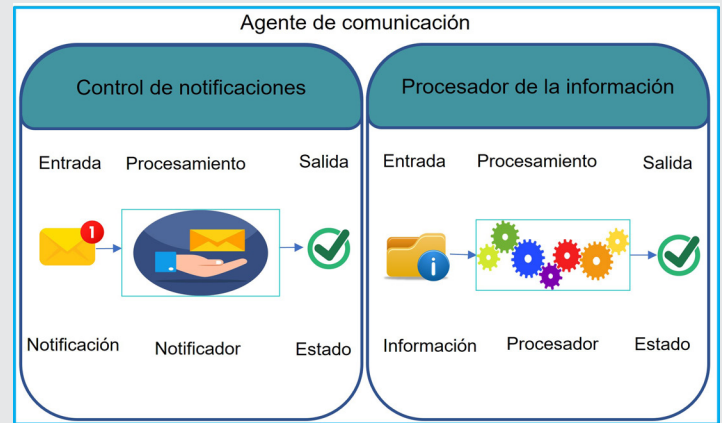 Agente de comunicación
Control de notificaciones
Entrada Procesamiento Salida
1
Notificación Notificador Estado
Procesador de la información
Entrada Procesamiento Salida
i
Información Procesador Estado